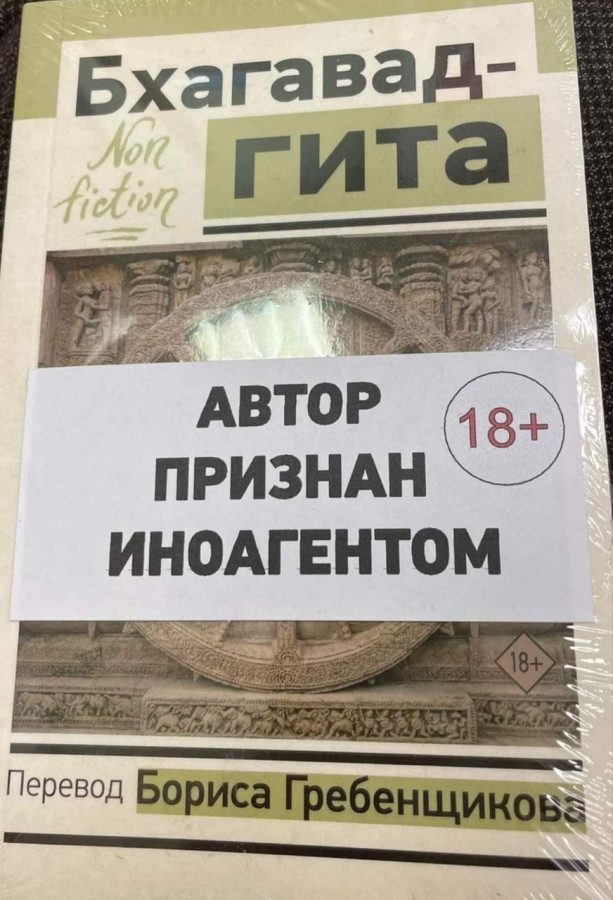 Бхагавад-
Non
fiction
гита
АВТОР
ПРИЗНАН
ИНОАГЕНТОМ
18+
18+
Перевод Бориса Гребенщикова